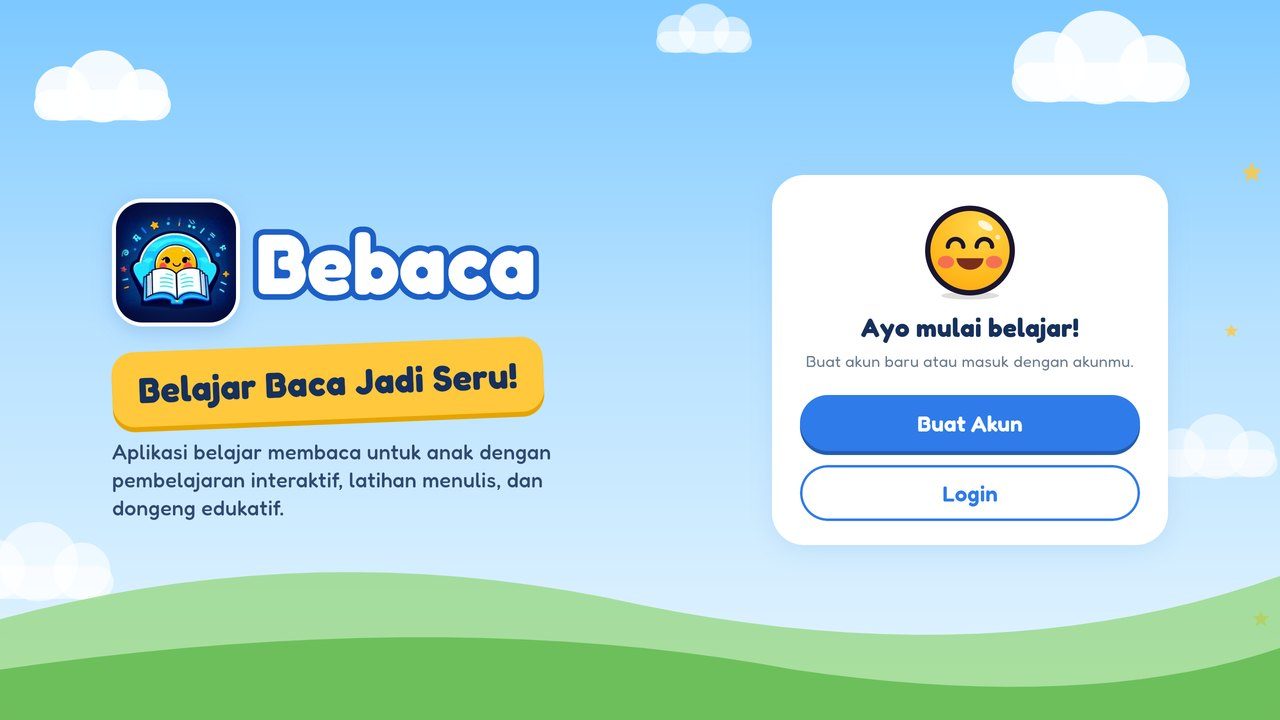 Bebaca
Belajar Baca Jadi Seru!
Aplikasi belajar membaca untuk anak dengan
pembelajaran interaktif, latihan menulis, dan
dongeng edukatif.
Ayo mulai belajar!
Buat akun baru atau masuk dengan akunmu.
Buat Akun
Login